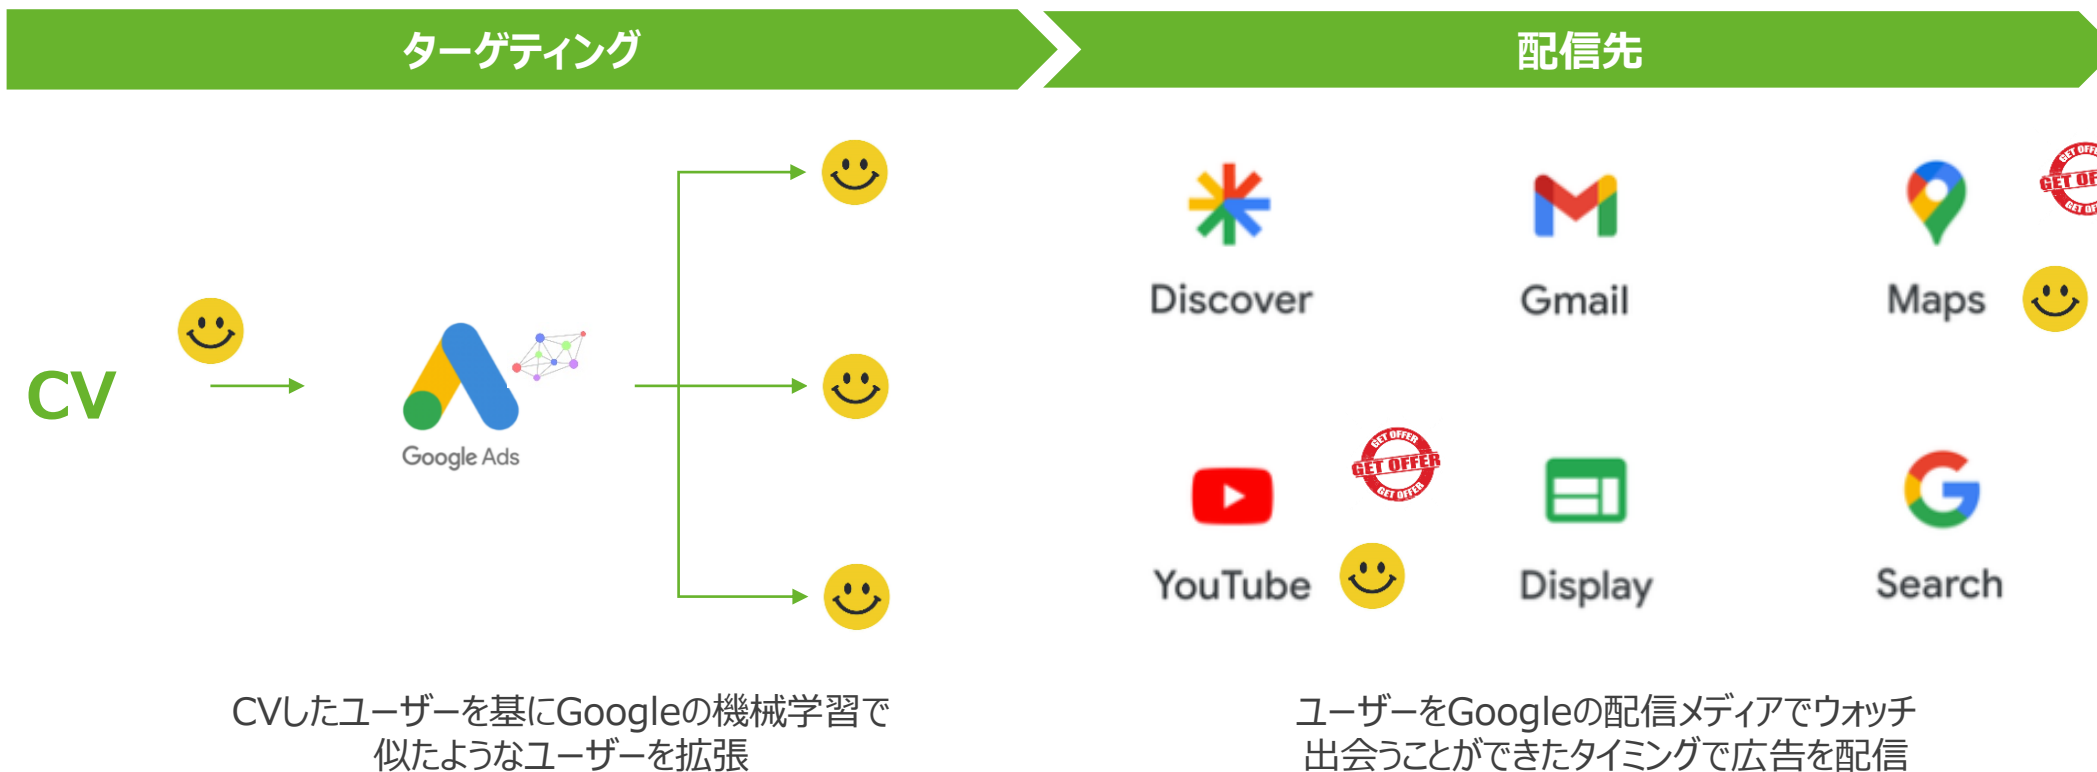 ターゲティング
配信先
CV
Google Ads
Discover
Gmail
Maps
GET OFFER
GET OFFER
GET OFFER
YouTube
Display
Search
CVしたユーザーを基にGoogleの機械学習で
似たようなユーザーを拡張
ユーザーをGoogleの配信メディアでウォッチ
出会うことができたタイミングで広告を配信